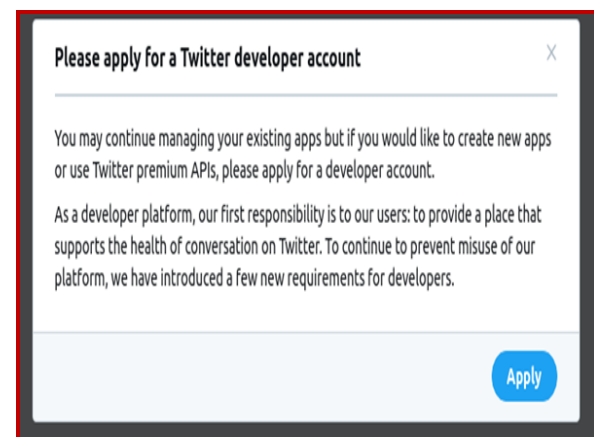 Please apply for a Twitter developer account X
You may continue managing your existing apps but if you would like to create new apps
or use Twitter premium APIs, please apply for a developer account.
As a developer platform, our first responsibility is to our users: to provide a place that
supports the health of conversation on Twitter. To continue to prevent misuse of our
platform, we have introduced a few new requirements for developers.
Apply